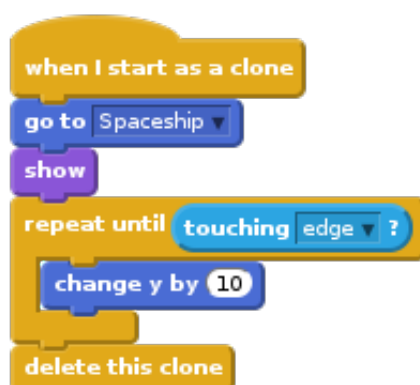 when I start as a clone
go to Spaceship
show
repeat until touching edge ?
change y by 10
delete this clone